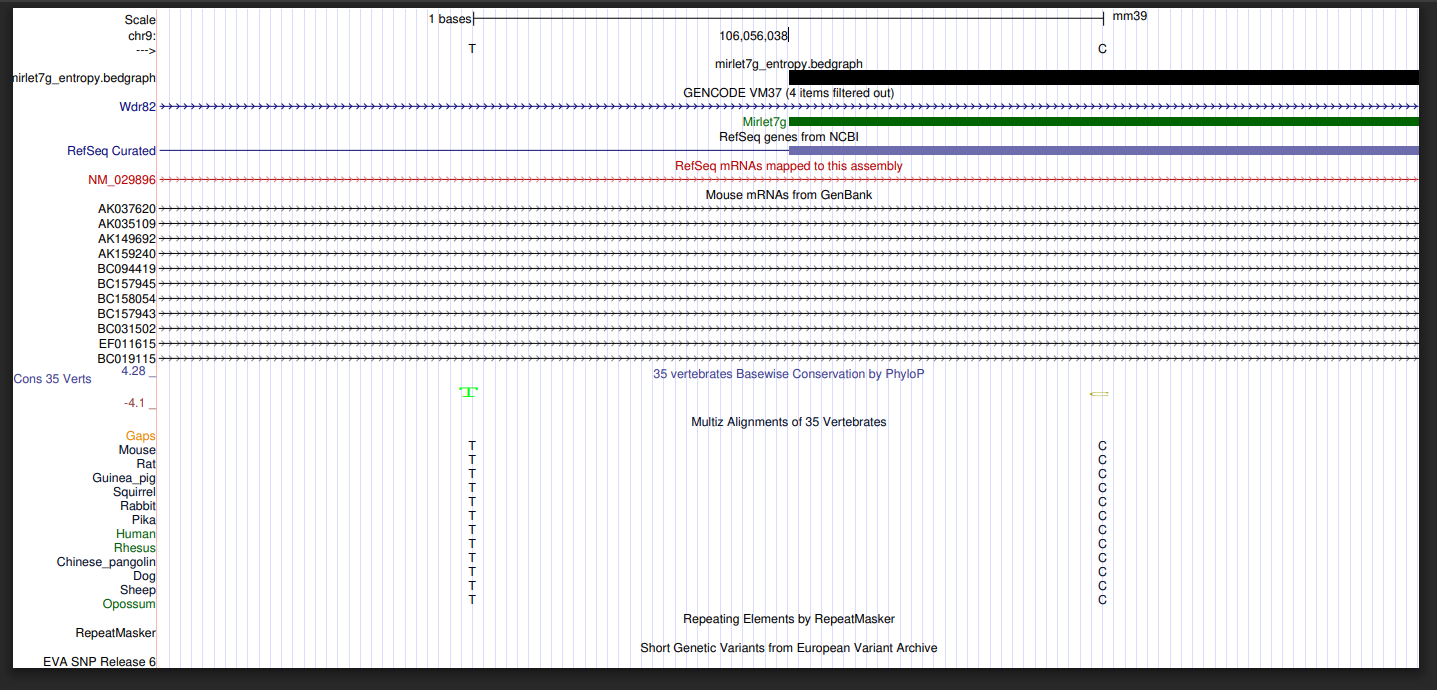 Scale 1 bases mm39
chr9: 106,056,038
---> T C
mirlet7g_entropy.bedgraph
mirlet7g_entropy.bedgraph
GENCODE VM37 (4 items filtered out)
Wdr82
Mirlet7g
RefSeq genes from NCBI
RefSeq Curated
RefSeq mRNAs mapped to this assembly
NM_029896
Mouse mRNAs from GenBank
AK037620
AK035109
AK149692
AK159240
BC094419
BC157945
BC158054
BC157943
BC031502
EF011615
BC019115
4.28 _ 35 vertebrates Basewise Conservation by PhyloP
Cons 35 Verts
T C
-4.1 _
Multiz Alignments of 35 Vertebrates
Gaps
Mouse T C
Rat T C
Guinea_pig T C
Squirrel T C
Rabbit T C
Pika T C
Human T C
Rhesus T C
Chinese_pangolin T C
Dog T C
Sheep T C
Opossum T C
Repeating Elements by RepeatMasker
RepeatMasker
Short Genetic Variants from European Variant Archive
EVA SNP Release 6